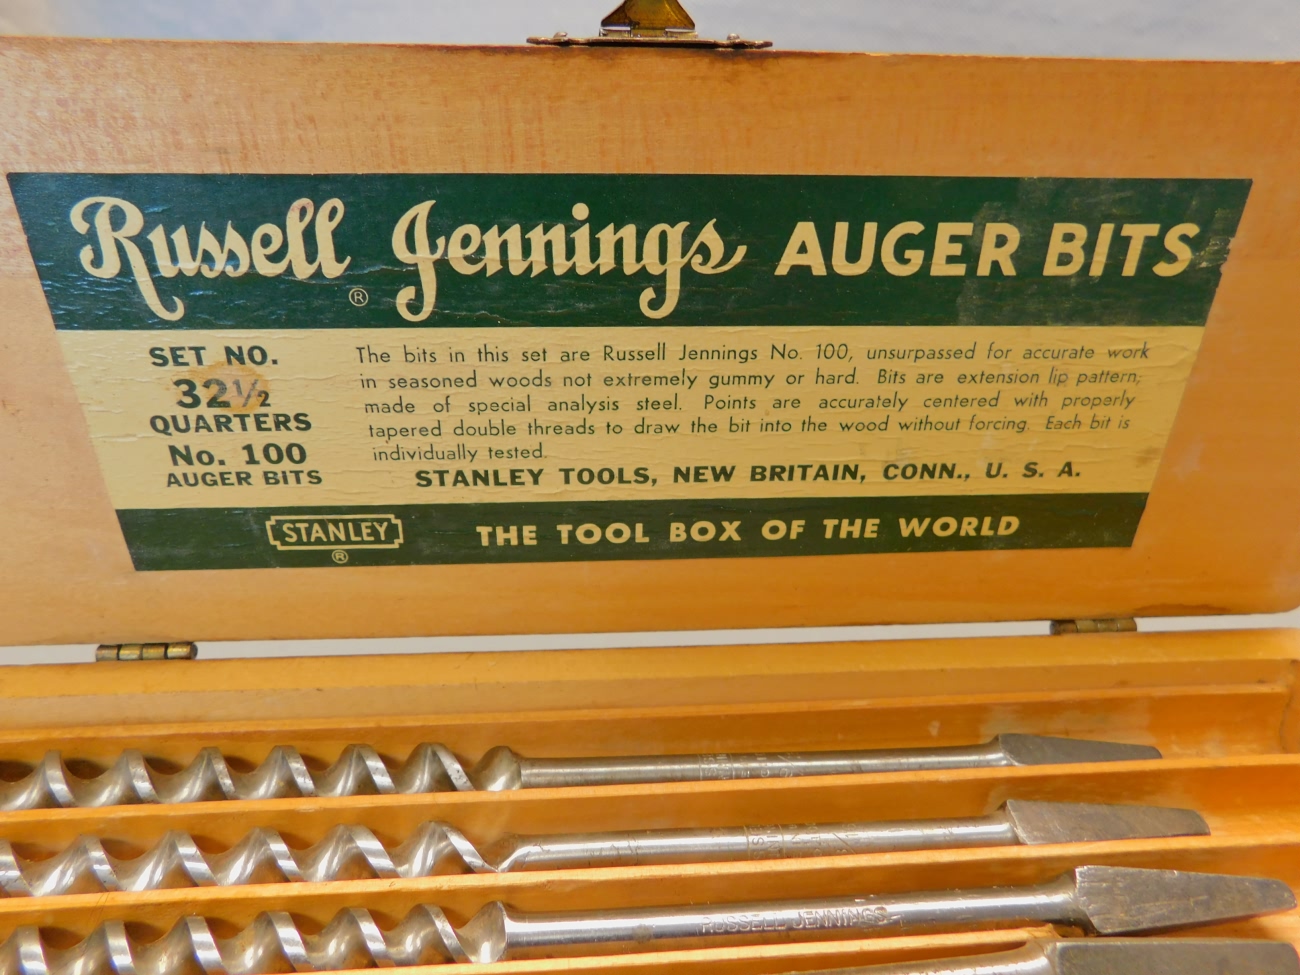 Russell Jennings AUGER BITS
®
SET NO.
32½
QUARTERS
No. 100
AUGER BITS
The bits in this set are Russell Jennings No. 100, unsurpassed for accurate work
in seasoned woods not extremely gummy or hard. Bits are extension lip pattern,
made of special analysis steel. Points are accurately centered with properly
tapered double threads to draw the bit into the wood without forcing. Each bit is
individually tested.
STANLEY TOOLS, NEW BRITAIN, CONN., U. S. A.
STANLEY
®
THE TOOL BOX OF THE WORLD
RUSSELL JENNINGS